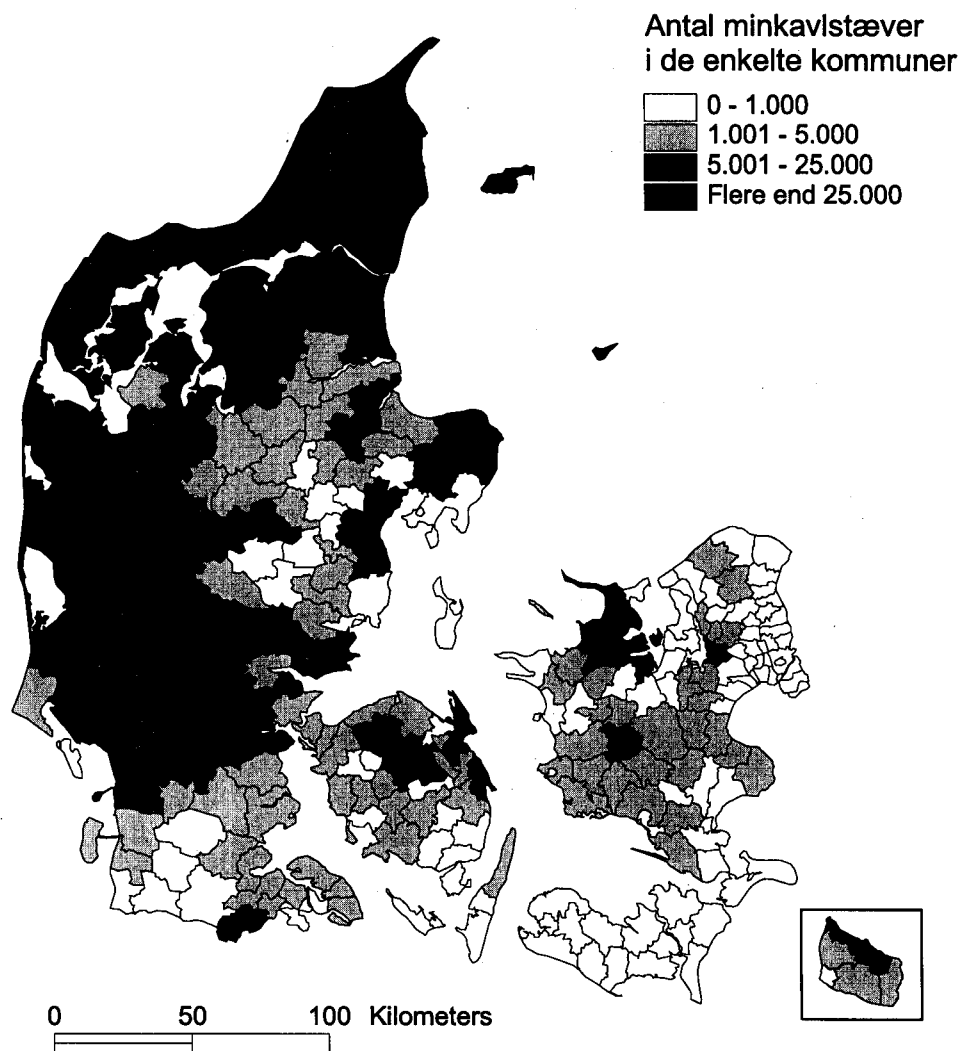 Antal minkavlstæver
i de enkelte kommuner
0 - 1.000
1.001 - 5.000
5.001 - 25.000
Flere end 25.000
0 50 100 Kilometers